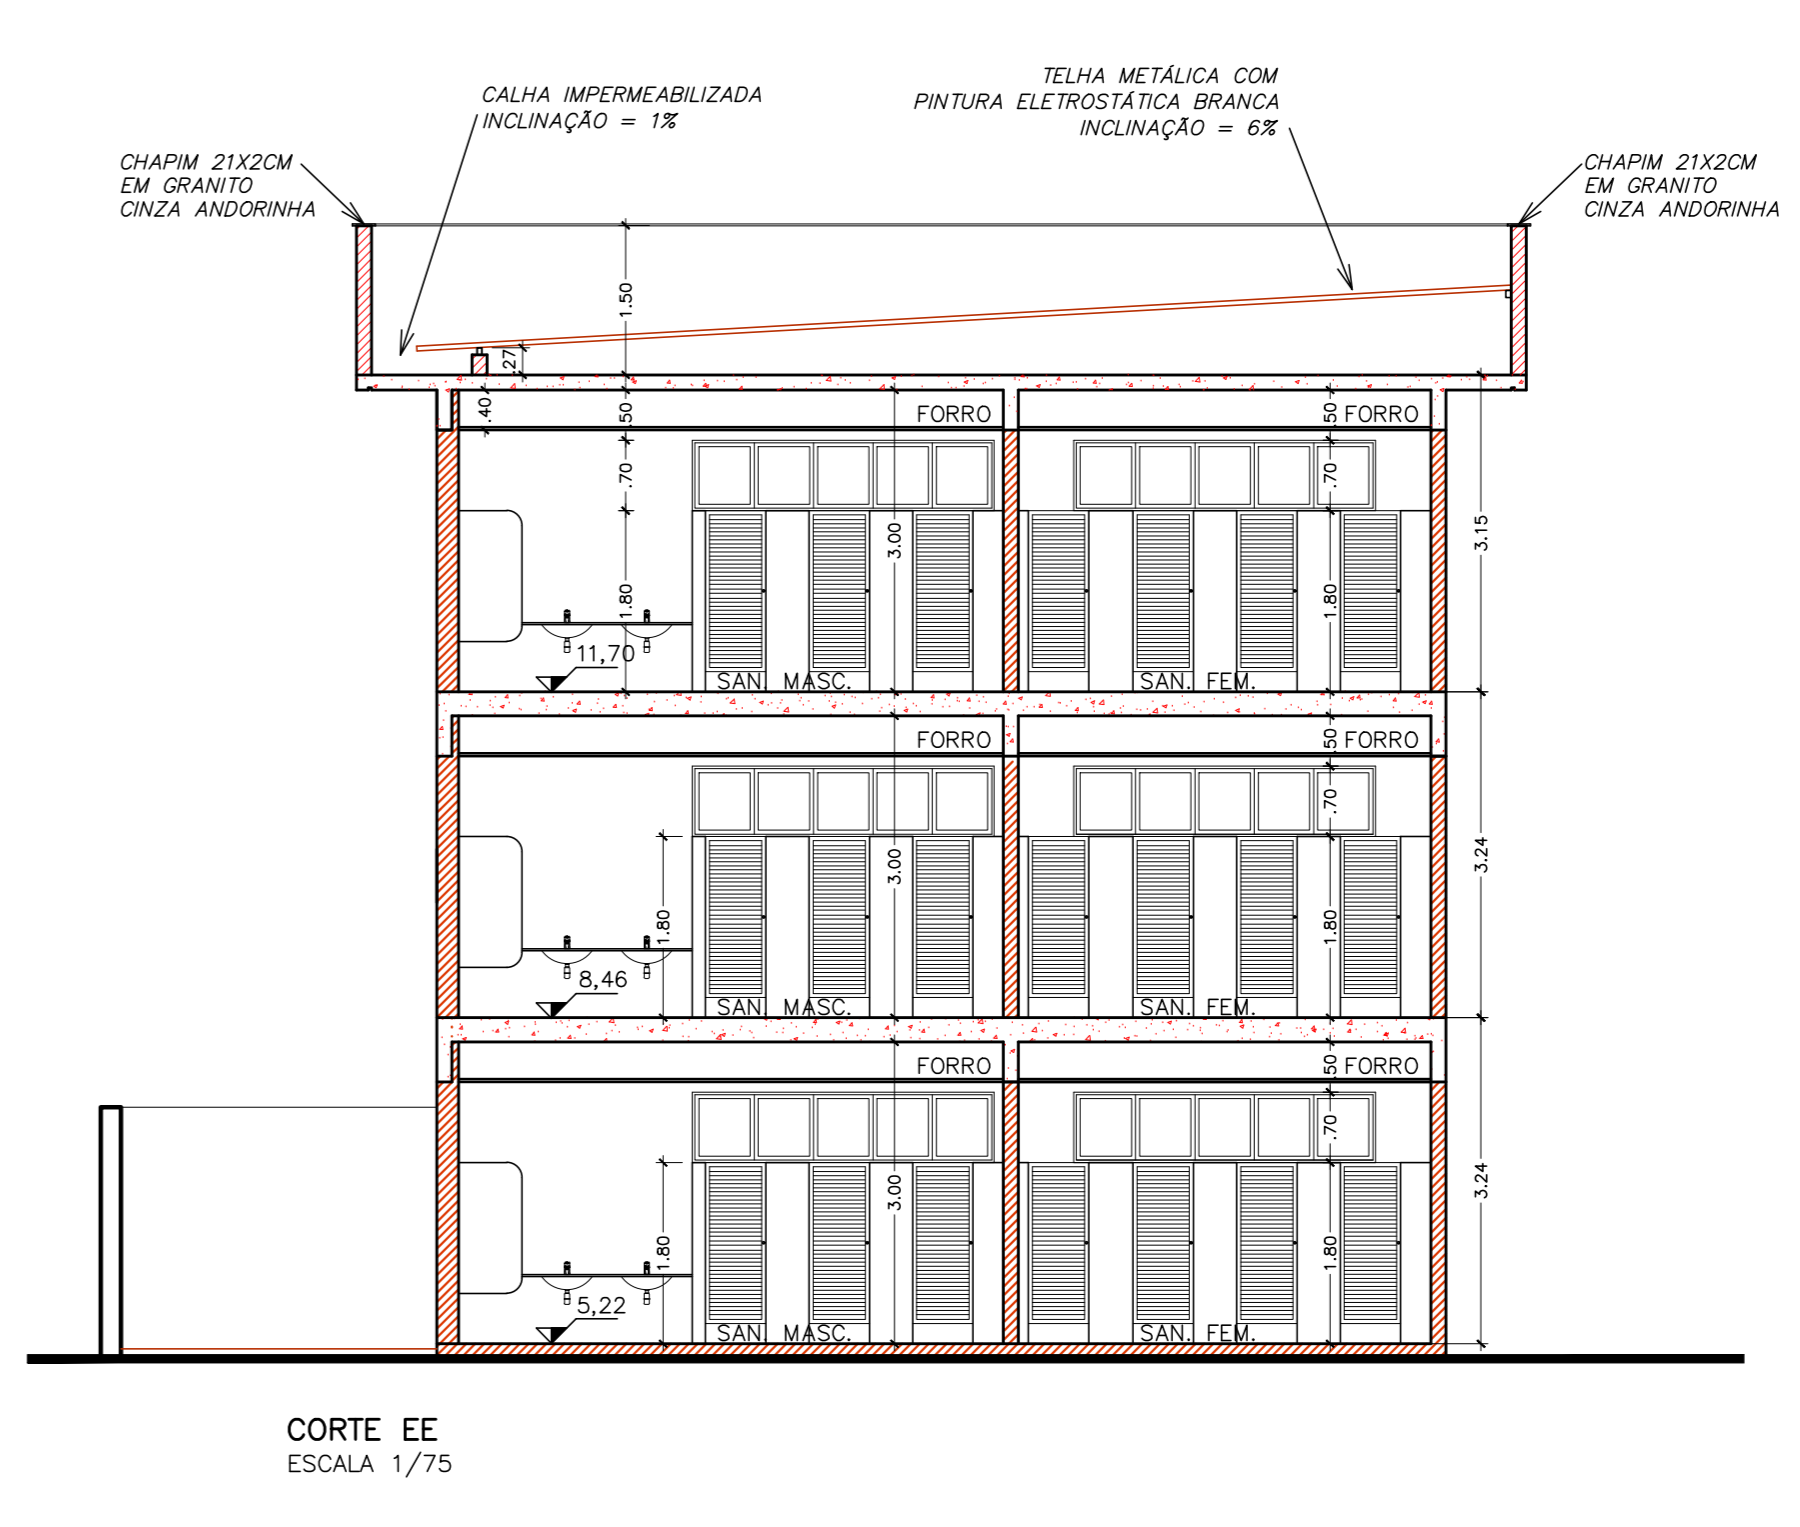 TELHA METÁLICA COM
PINTURA ELETROSTÁTICA BRANCA
INCLINAÇÃO = 6%
CALHA IMPERMEABILIZADA
INCLINAÇÃO = 1%
CHAPIM 21X2CM
EM GRANITO
CINZA ANDORINHA
CHAPIM 21X2CM
EM GRANITO
CINZA ANDORINHA
1.50
.27
.40
.50
FORRO
.50
FORRO
.70
.70
3.00
3.15
1.80
1.80
11,70
SAN. MASC.
SAN. FEM.
FORRO
.50
FORRO
.70
3.00
3.24
1.80
1.80
8,46
SAN. MASC.
SAN. FEM.
FORRO
.50
FORRO
.70
3.00
3.24
1.80
1.80
5,22
SAN. MASC.
SAN. FEM.
CORTE EE
ESCALA 1/75